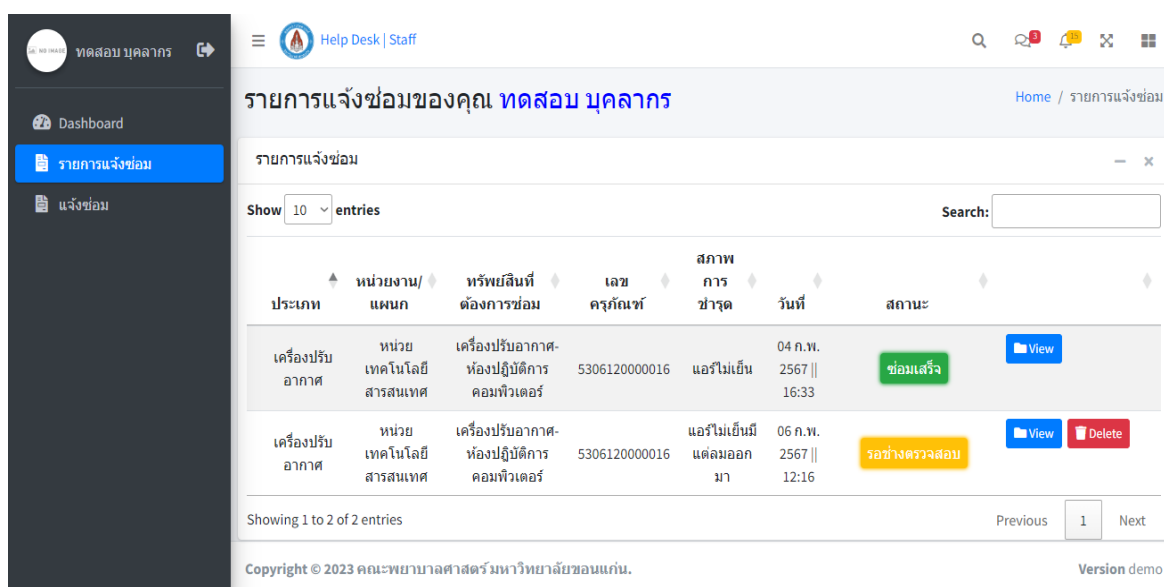 NO IMAGE
ทดสอบ บุคลากร
Dashboard
รายการแจ้งซ่อม
แจ้งซ่อม
Help Desk | Staff
3
15
รายการแจ้งซ่อมของคุณ ทดสอบ บุคลากร
Home / รายการแจ้งซ่อม
รายการแจ้งซ่อม
Show 10 entries
Search:
ประเภท
หน่วยงาน/
แผนก
ทรัพย์สินที่
ต้องการซ่อม
เลข
ครุภัณฑ์
สภาพ
การ
ชำรุด
วันที่
สถานะ
เครื่องปรับ
อากาศ
หน่วย
เทคโนโลยี
สารสนเทศ
เครื่องปรับอากาศ-
ห้องปฏิบัติการ
คอมพิวเตอร์
5306120000016
แอร์ไม่เย็น
04 ก.พ.
2567 ||
16:33
ซ่อมเสร็จ
View
เครื่องปรับ
อากาศ
หน่วย
เทคโนโลยี
สารสนเทศ
เครื่องปรับอากาศ-
ห้องปฏิบัติการ
คอมพิวเตอร์
5306120000016
แอร์ไม่เย็นมี
แต่ลมออก
มา
06 ก.พ.
2567 ||
12:16
รอช่างตรวจสอบ
View
Delete
Showing 1 to 2 of 2 entries
Previous 1 Next
Copyright © 2023 คณะพยาบาลศาสตร์ มหาวิทยาลัยขอนแก่น.
Version demo